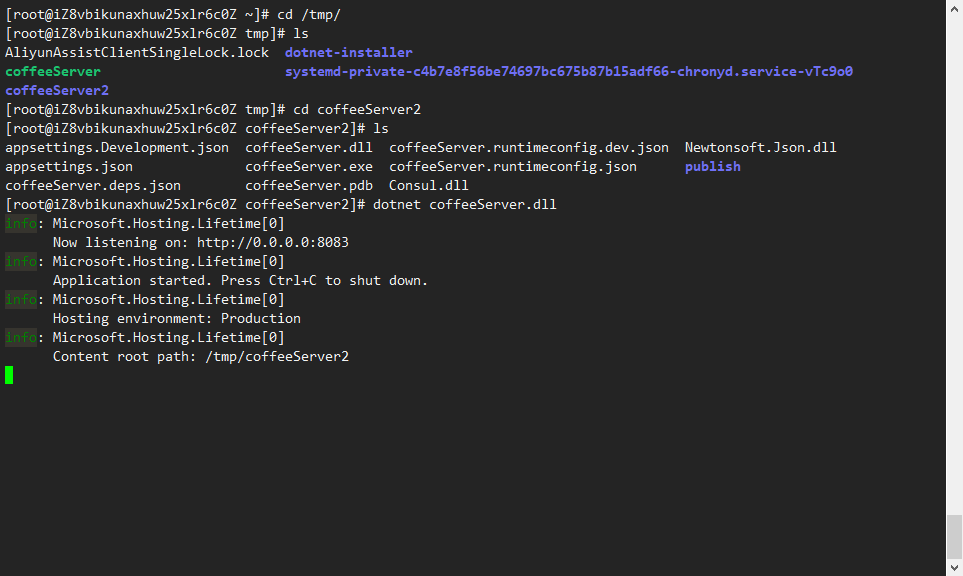 [root@iZ8vbikunaxhuw25xlr6c0Z ~]# cd /tmp/
[root@iZ8vbikunaxhuw25xlr6c0Z tmp]# ls
AliyunAssistClientSingleLock.lock  dotnet-installer
coffeeServer                       systemd-private-c4b7e8f56be74697bc675b87b15adf66-chronyd.service-vTc9o0
coffeeServer2
[root@iZ8vbikunaxhuw25xlr6c0Z tmp]# cd coffeeServer2
[root@iZ8vbikunaxhuw25xlr6c0Z coffeeServer2]# ls
appsettings.Development.json  coffeeServer.dll  coffeeServer.runtimeconfig.dev.json  Newtonsoft.Json.dll
appsettings.json              coffeeServer.exe  coffeeServer.runtimeconfig.json      publish
coffeeServer.deps.json        coffeeServer.pdb  Consul.dll
[root@iZ8vbikunaxhuw25xlr6c0Z coffeeServer2]# dotnet coffeeServer.dll
info: Microsoft.Hosting.Lifetime[0]
      Now listening on: http://0.0.0.0:8083
info: Microsoft.Hosting.Lifetime[0]
      Application started. Press Ctrl+C to shut down.
info: Microsoft.Hosting.Lifetime[0]
      Hosting environment: Production
info: Microsoft.Hosting.Lifetime[0]
      Content root path: /tmp/coffeeServer2